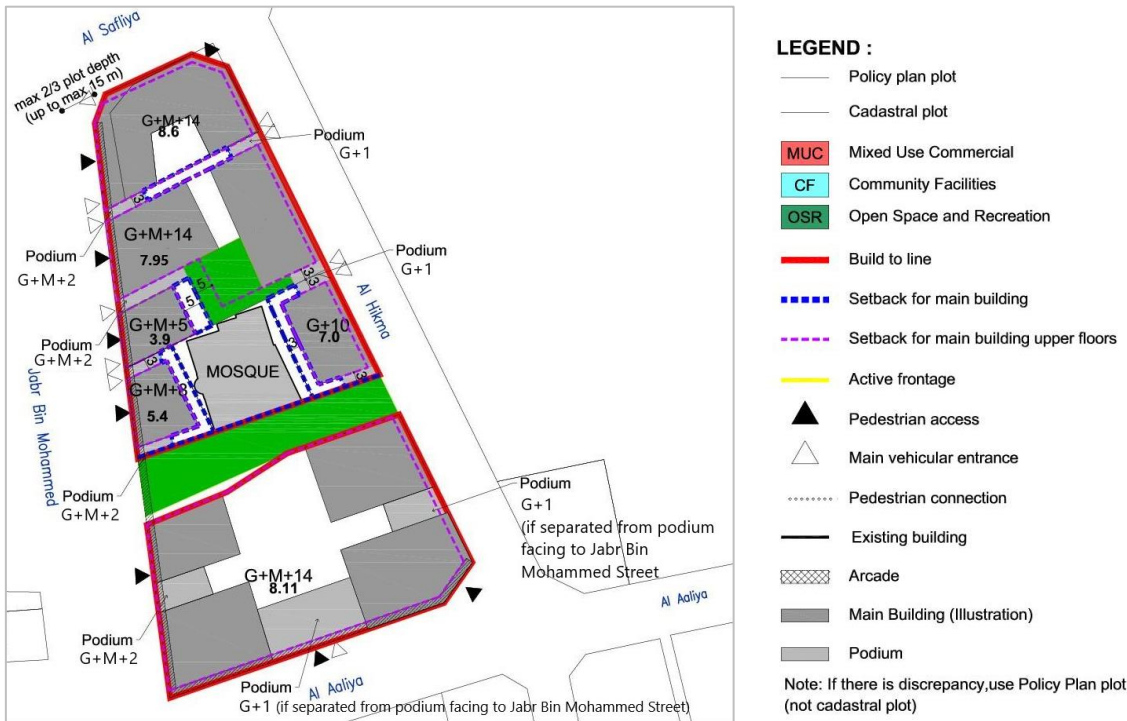 Al Safliya
max 2/3 plot depth
(up to max 15 m)
G+M+14
8.6
Podium
G+1
3
Podium
G+M+2
G+M+14
7.95
Podium
G+1
3
3
5
5
Al Hikma
G+M+5
3.9
Podium
G+M+2
G+10
7.0
3
3
MOSQUE
3
Jabr Bin Mohammed
5.4
Podium
G+M+2
Podium
G+1
(if separated from podium
facing to Jabr Bin
Mohammed Street
G+M+14
8.11
Al Aaliya
Podium
G+M+2
Podium
Al Aaliya
G+1 (if separated from podium facing to Jabr Bin Mohammed Street)
LEGEND :
Policy plan plot
Cadastral plot
MUC Mixed Use Commercial
CF Community Facilities
OSR Open Space and Recreation
Build to line
Setback for main building
Setback for main building upper floors
Active frontage
Pedestrian access
Main vehicular entrance
Pedestrian connection
Existing building
Arcade
Main Building (Illustration)
Podium
Note: If there is discrepancy,use Policy Plan plot
(not cadastral plot)